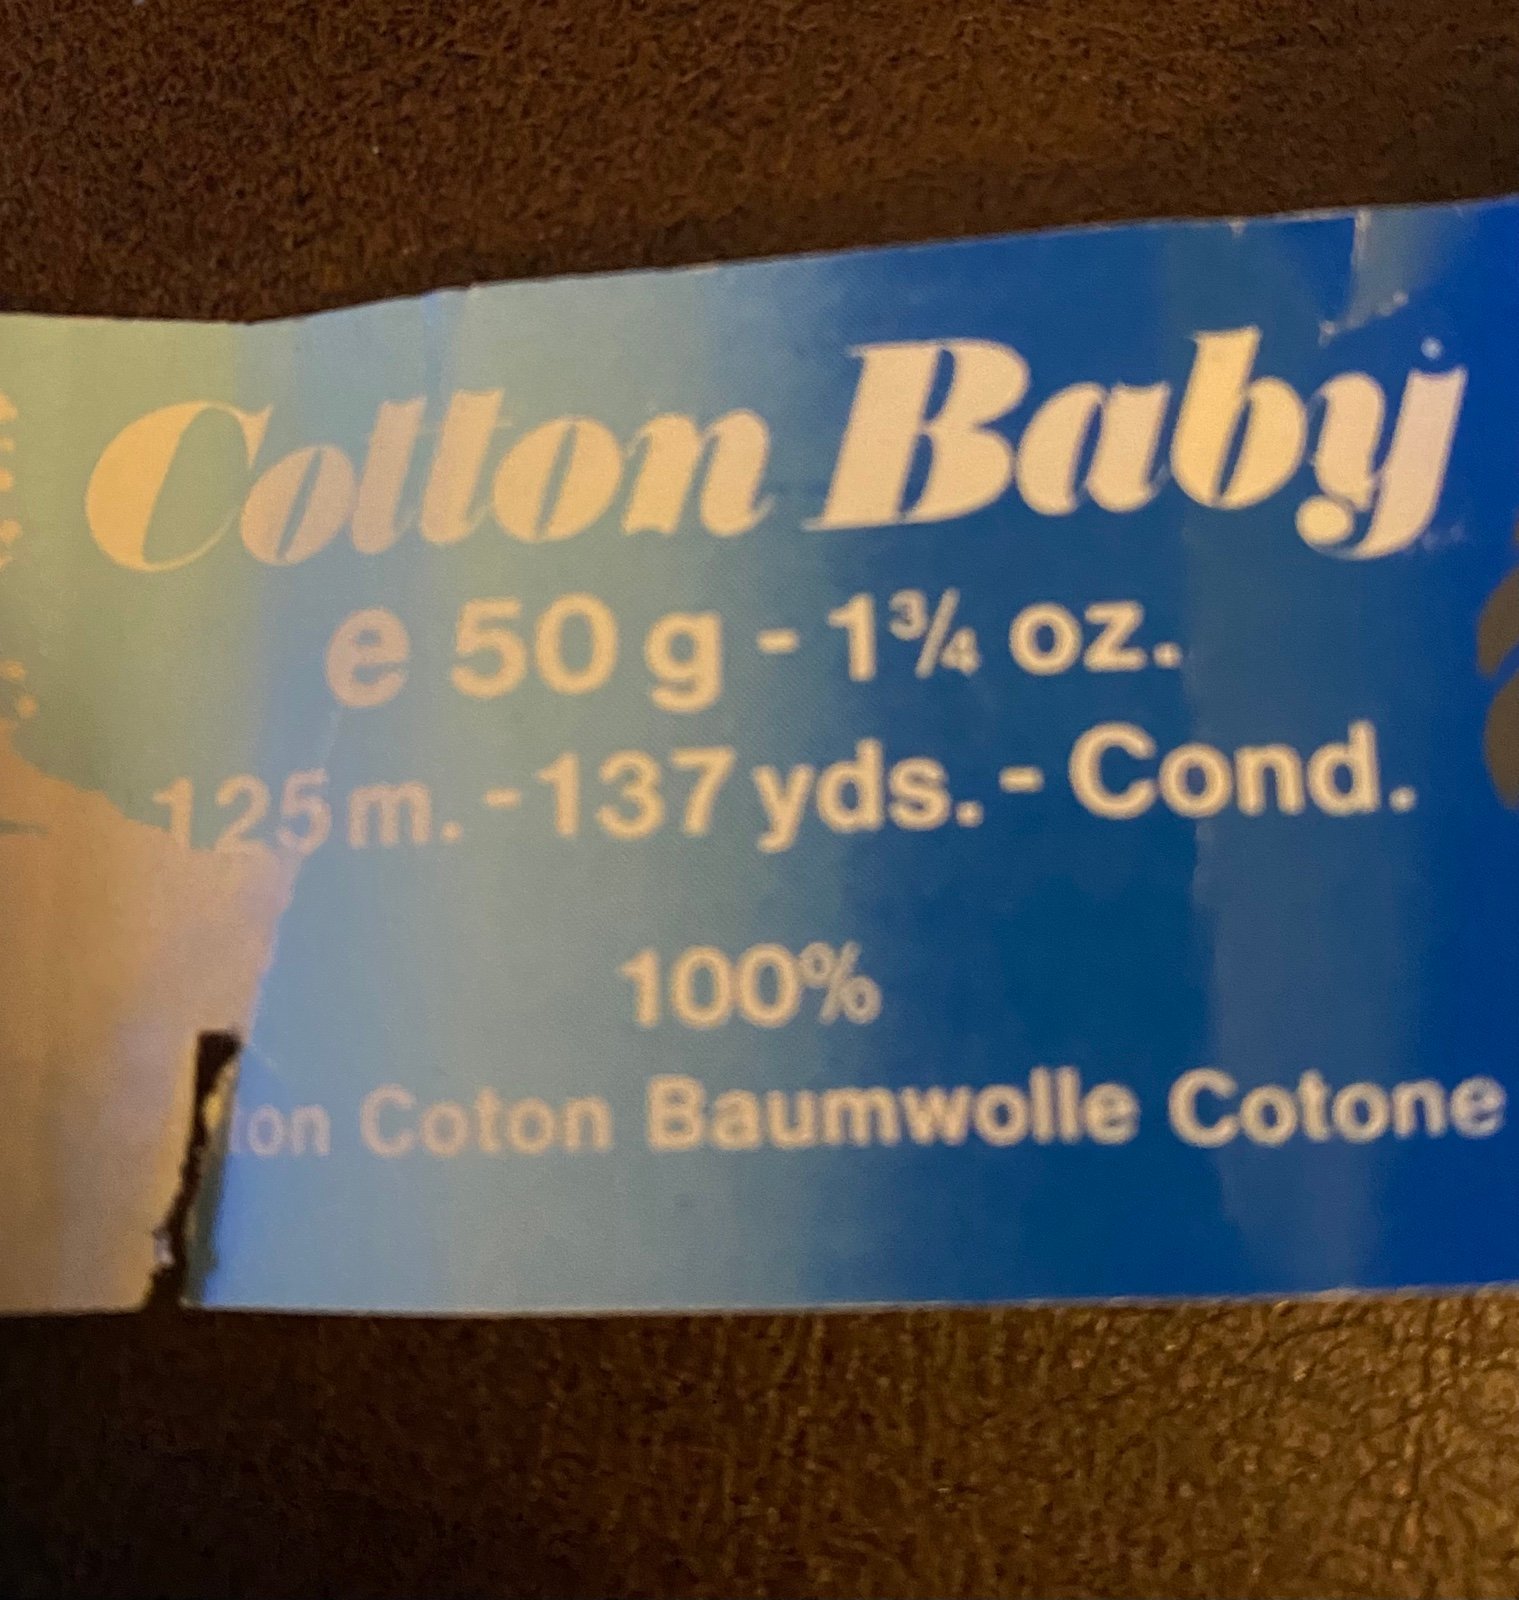 Cotton Baby
e 50 g - 1¾ oz.
125 m. - 137 yds. - Cond.
100%
Coton Baumwolle Cotone